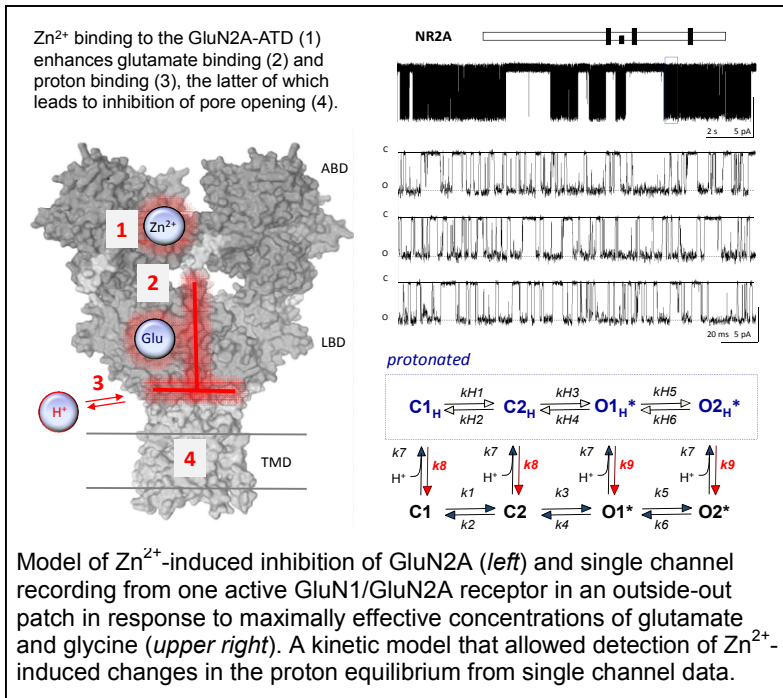 Zn2+ binding to the GluN2A-ATD (1)
enhances glutamate binding (2) and
proton binding (3), the latter of which
leads to inhibition of pore opening (4).
ABD
1
Zn2+
2
Glu
LBD
3
H+
4
TMD
NR2A
2 s 5 pA
C
O
C
O
C
O
20 ms 5 pA
protonated
kH1 kH3 kH5
C1H C2H O1H* O2H*
kH2 kH4 kH6
k7 k8 k7 k8 k7 k9 k7 k9
H+ H+ H+ H+
k1 k3 k5
C1 C2 O1* O2*
k2 k4 k6
Model of Zn2+-induced inhibition of GluN2A (left) and single channel
recording from one active GluN1/GluN2A receptor in an outside-out
patch in response to maximally effective concentrations of glutamate
and glycine (upper right). A kinetic model that allowed detection of Zn2+-
induced changes in the proton equilibrium from single channel data.